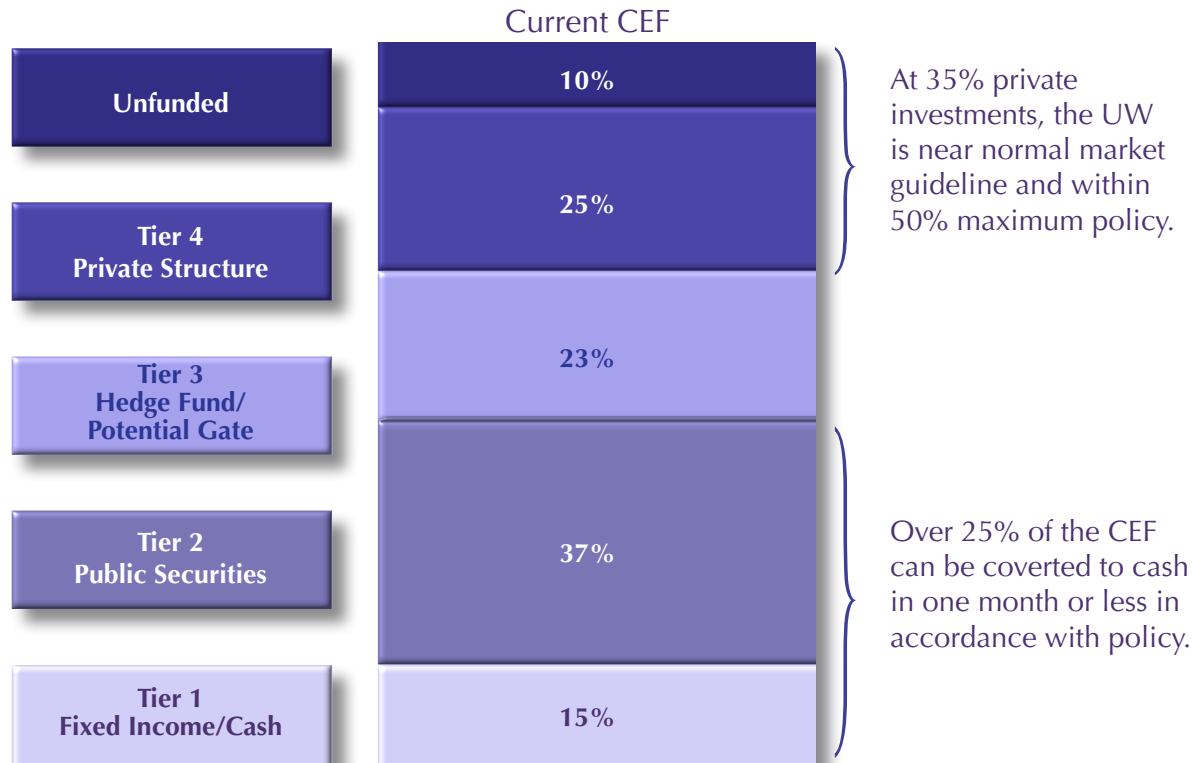 Current CEF
Unfunded
10%
At 35% private
investments, the UW
is near normal market
guideline and within
50% maximum policy.
Tier 4
Private Structure
25%
Tier 3
Hedge Fund/
Potential Gate
23%
Tier 2
Public Securities
37%
Over 25% of the CEF
can be coverted to cash
in one month or less in
accordance with policy.
Tier 1
Fixed Income/Cash
15%